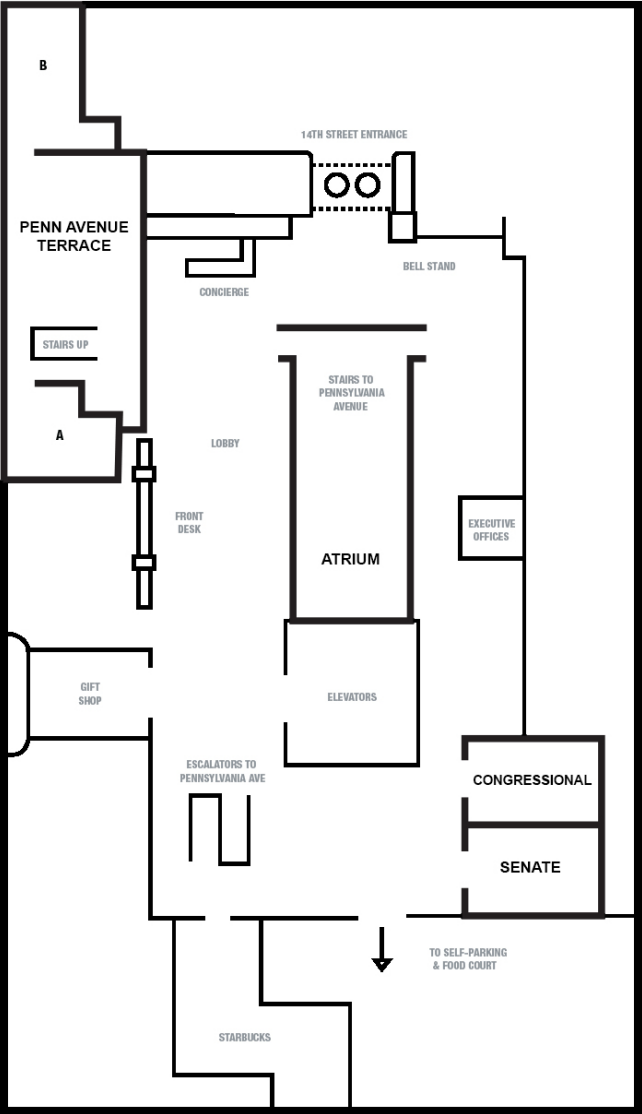 B
14TH STREET ENTRANCE
PENN AVENUE
TERRACE
BELL STAND
CONCIERGE
STAIRS UP
STAIRS TO
PENNSYLVANIA
AVENUE
A
LOBBY
FRONT
DESK
EXECUTIVE
OFFICES
ATRIUM
GIFT
SHOP
ELEVATORS
ESCALATORS TO
PENNSYLVANIA AVE
CONGRESSIONAL
SENATE
TO SELF-PARKING
& FOOD COURT
STARBUCKS